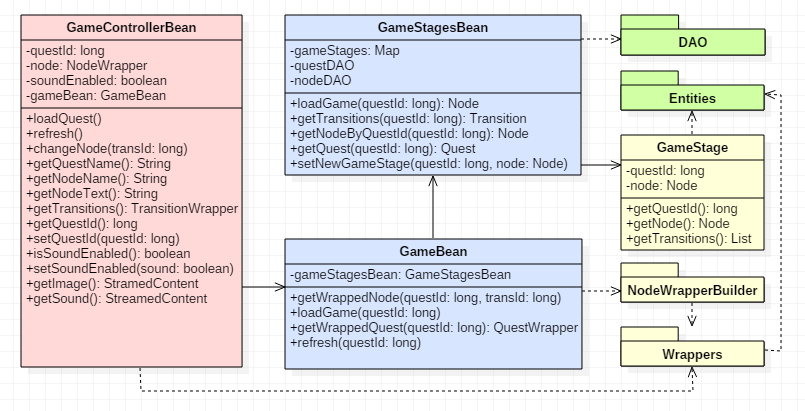 GameControllerBean
-questId: long
-node: NodeWrapper
-soundEnabled: boolean
-gameBean: GameBean
+loadQuest()
+refresh()
+changeNode(transId: long)
+getQuestName(): String
+getNodeName(): String
+getNodeText(): String
+getTransitions(): TransitionWrapper
+getQuestId(): long
+setQuestId(questId: long)
+isSoundEnabled(): boolean
+setSoundEnabled(sound: boolean)
+getImage(): StramedContent
+getSound(): StreamedContent
GameStagesBean
-gameStages: Map
-questDAO
-nodeDAO
+loadGame(questId: long): Node
+getTransitions(questId: long): Transition
+getNodeByQuestId(questId: long): Node
+getQuest(questId: long): Quest
+setNewGameStage(questId: long, node: Node)
GameBean
-gameStagesBean: GameStagesBean
+getWrappedNode(questId: long, transId: long)
+loadGame(questId: long)
+getWrappedQuest(questId: long): QuestWrapper
+refresh(questId: long)
DAO
Entities
GameStage
-questId: long
-node: Node
+getQuestId(): long
+getNode(): Node
+getTransitions(): List
NodeWrapperBuilder
Wrappers